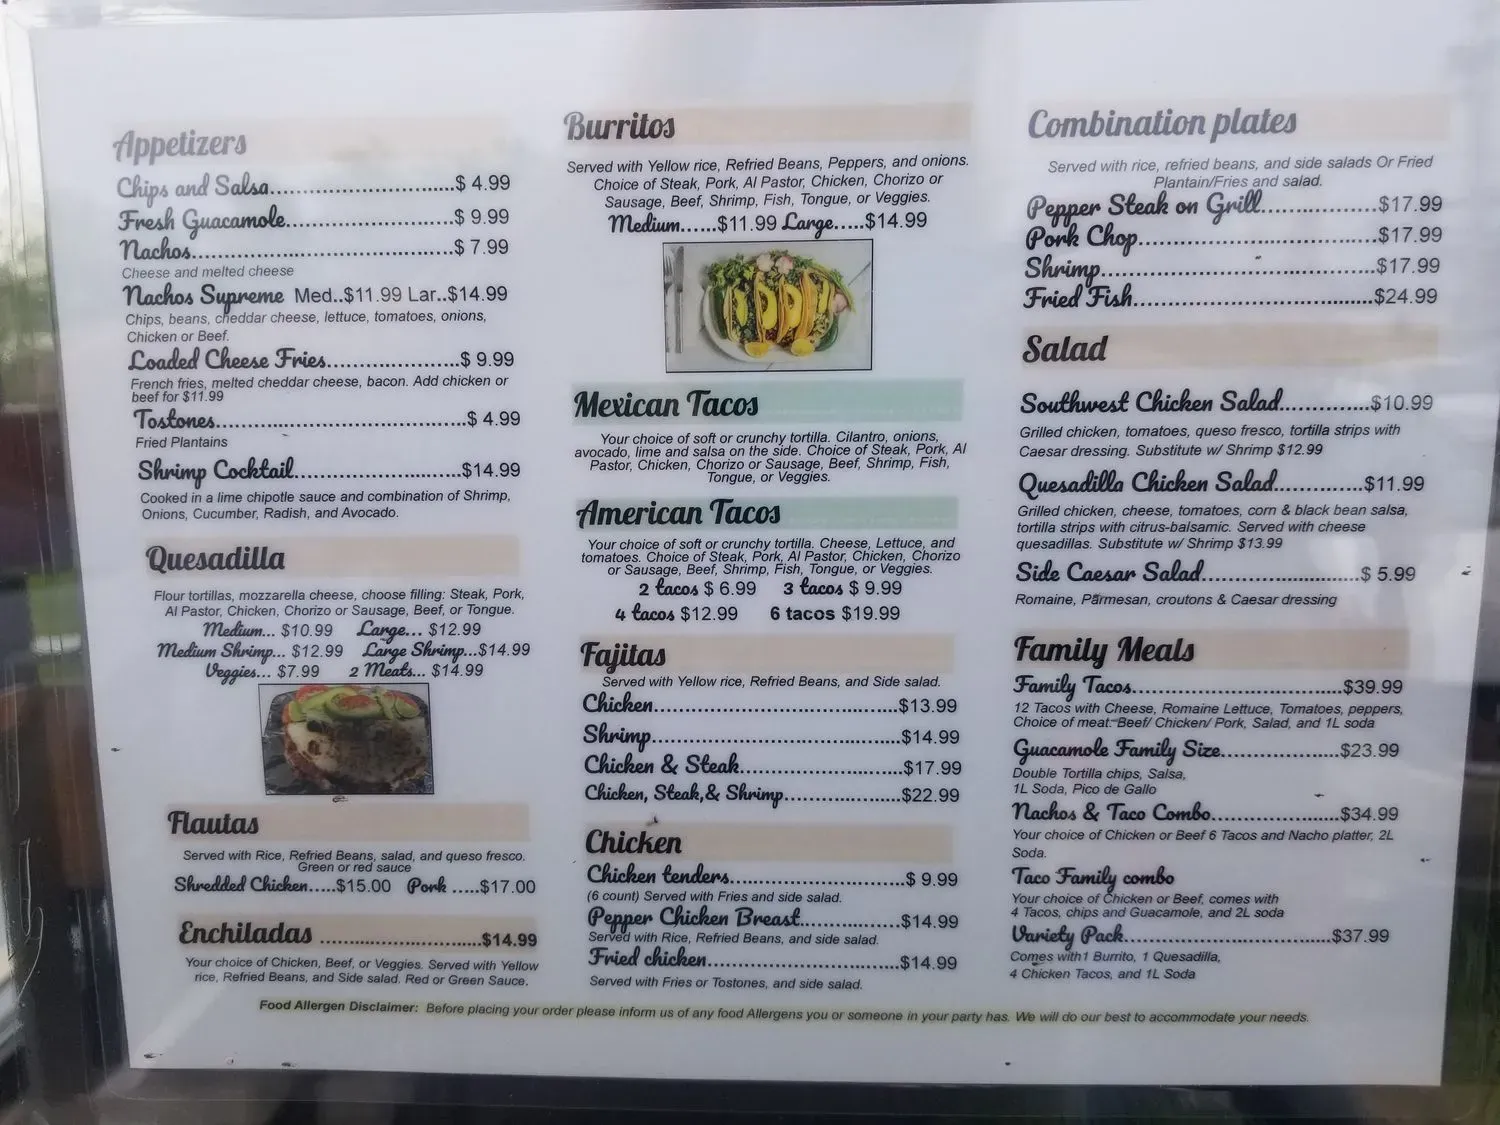 Appetizers
Chips and Salsa............................$ 4.99
Fresh Guacamole.........................$ 9.99
Nachos.......................................$ 7.99
Cheese and melted cheese
Nachos Supreme Med..$11.99 Lar..$14.99
Chips, beans, cheddar cheese, lettuce, tomatoes, onions,
Chicken or Beef.
Loaded Cheese Fries....................$ 9.99
French fries, melted cheddar cheese, bacon. Add chicken or
beef for $11.99
Tostones.....................................$ 4.99
Fried Plantains
Shrimp Cocktail.........................$14.99
Cooked in a lime chipotle sauce and combination of Shrimp,
Onions, Cucumber, Radish, and Avocado.
Quesadilla
Flour tortillas, mozzarella cheese, choose filling: Steak, Pork,
Al Pastor, Chicken, Chorizo or Sausage, Beef, or Tongue.
Medium... $10.99 Large... $12.99
Medium Shrimp... $12.99 Large Shrimp...$14.99
Veggies... $7.99 2 Meats... $14.99
Flautas
Served with Rice, Refried Beans, salad, and queso fresco.
Green or red sauce
Shredded Chicken.....$15.00 Pork .....$17.00
Enchiladas .........................$14.99
Your choice of Chicken, Beef, or Veggies. Served with Yellow
rice, Refried Beans, and Side salad. Red or Green Sauce.
Burritos
Served with Yellow rice, Refried Beans, Peppers, and onions.
Choice of Steak, Pork, Al Pastor, Chicken, Chorizo or
Sausage, Beef, Shrimp, Fish, Tongue, or Veggies.
Medium......$11.99 Large.....$14.99
Mexican Tacos
Your choice of soft or crunchy tortilla. Cilantro, onions,
avocado, lime and salsa on the side. Choice of Steak, Pork, Al
Pastor, Chicken, Chorizo or Sausage, Beef, Shrimp, Fish,
Tongue, or Veggies.
American Tacos
Your choice of soft or crunchy tortilla. Cheese, Lettuce, and
tomatoes. Choice of Steak, Pork, Al Pastor, Chicken, Chorizo
or Sausage, Beef, Shrimp, Fish, Tongue, or Veggies.
2 tacos $ 6.99 3 tacos $ 9.99
4 tacos $12.99 6 tacos $19.99
Fajitas
Served with Yellow rice, Refried Beans, and Side salad.
Chicken.....................................$13.99
Shrimp......................................$14.99
Chicken & Steak........................$17.99
Chicken, Steak,& Shrimp.................$22.99
Chicken
Chicken tenders..........................$ 9.99
(6 count) Served with Fries and side salad.
Pepper Chicken Breast...............$14.99
Served with Rice, Refried Beans, and side salad.
Fried chicken.............................$14.99
Served with Fries or Tostones, and side salad.
Combination plates
Served with rice, refried beans, and side salads Or Fried
Plantain/Fries and salad.
Pepper Steak on Grill.................$17.99
Pork Chop...................................$17.99
Shrimp.........................................$17.99
Fried Fish....................................$24.99
Salad
Southwest Chicken Salad.............$10.99
Grilled chicken, tomatoes, queso fresco, tortilla strips with
Caesar dressing. Substitute w/ Shrimp $12.99
Quesadilla Chicken Salad.............$11.99
Grilled chicken, cheese, tomatoes, corn & black bean salsa,
tortilla strips with citrus-balsamic. Served with cheese
quesadillas. Substitute w/ Shrimp $13.99
Side Caesar Salad........................$ 5.99
Romaine, Parmesan, croutons & Caesar dressing
Family Meals
Family Tacos................................$39.99
12 Tacos with Cheese, Romaine Lettuce, Tomatoes, peppers,
Choice of meat: Beef/ Chicken/ Pork, Salad, and 1L soda
Guacamole Family Size..................$23.99
Double Tortilla chips, Salsa,
1L Soda, Pico de Gallo
Nachos & Taco Combo...................$34.99
Your choice of Chicken or Beef 6 Tacos and Nacho platter, 2L
Soda.
Taco Family combo
Your choice of Chicken or Beef, comes with
4 Tacos, chips and Guacamole, and 2L soda
Variety Pack................................$37.99
Comes with1 Burrito, 1 Quesadilla,
4 Chicken Tacos, and 1L Soda
Food Allergen Disclaimer: Before placing your order please inform us of any food Allergens you or someone in your party has. We will do our best to accommodate your needs.